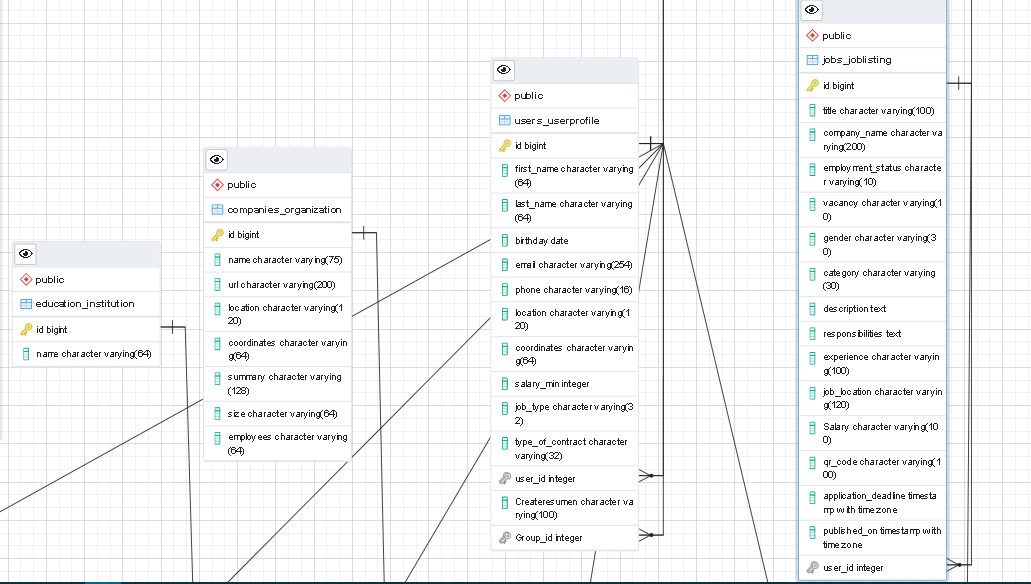 public
education_institution
id bigint
name character varying(64)
public
companies_organization
id bigint
name character varying(75)
url character varying(200)
location character varying(1
20)
coordinates character varyin
g(64)
summary character varying
(128)
size character varying(64)
employees character varying
(64)
public
users_userprofile
id bigint
first_name character varying
(64)
last_name character varying
(64)
birthday date
email character varying(254)
phone character varying(16)
location character varying(1
20)
coordinates character varyin
g(64)
salary_min integer
job_type character varying(3
2)
type_of_contract character
varying(32)
user_id integer
Createresumen character va
rying(100)
Group_id integer
public
jobs_joblisting
id bigint
title character varying(100)
company_name character va
rying(200)
employment_status characte
r varying(10)
vacancy character varying(1
0)
gender character varying(3
0)
category character varying
(30)
description text
responsibilities text
experience character varyin
g(100)
job_location character varyin
g(120)
Salary character varying(10
0)
qr_code character varying(1
00)
application_deadline timesta
mp with time zone
published_on timestamp with
time zone
user_id integer